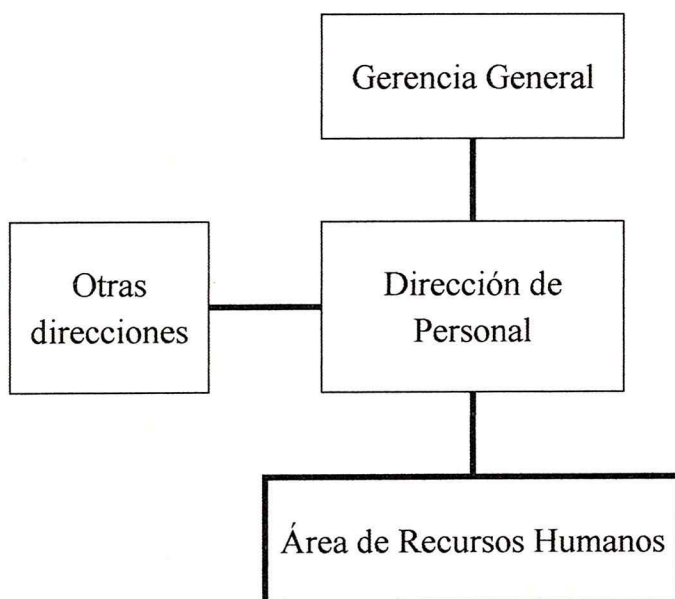 Gerencia General
Otras
direcciones
Dirección de
Personal
Área de Recursos Humanos